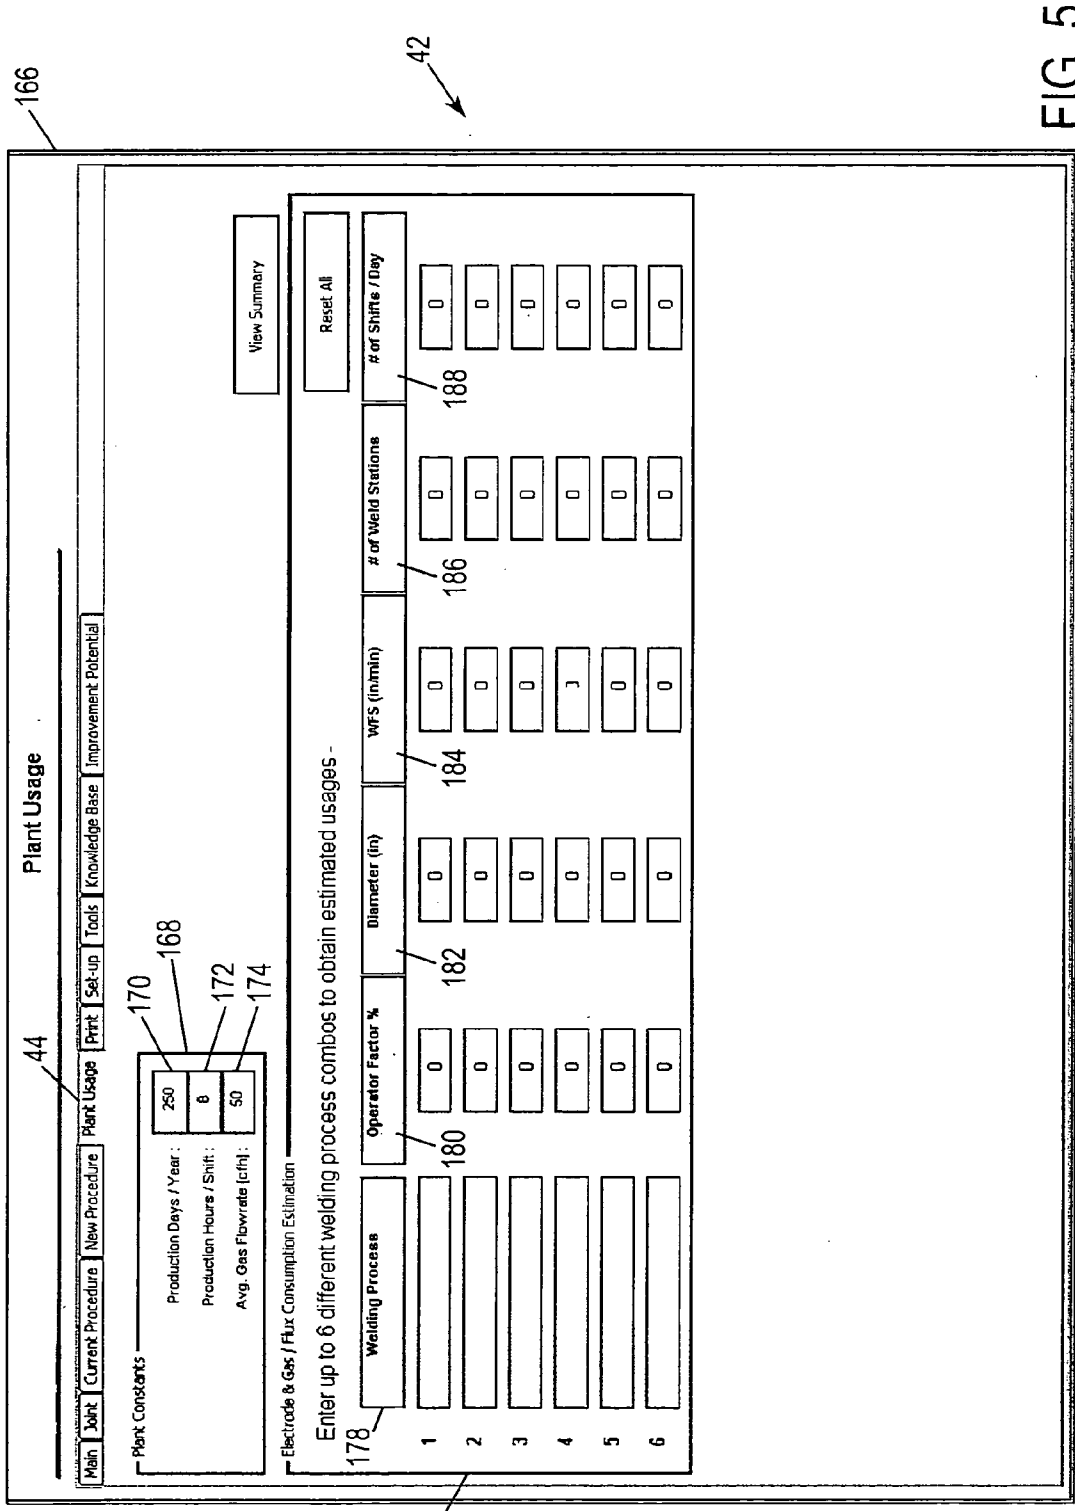 166
Plant Usage
44
Main Joint Current Procedure New Procedure Plant Usage Print Set-up Tools Knowledge Base Improvement Potential
42
Plant Constants
Production Days / Year : 250
170
Production Hours / Shift : 8
168
172
Avg. Gas Flowrate (cfh) : 50
174
View Summary
Electrode & Gas / Flux Consumption Estimation
Enter up to 6 different welding process combos to obtain estimated usages -
Reset All
178
Welding Process Operator Factor % Diameter (in) WFS (in/min) # of Weld Stations # of Shifts / Day
180 182 184 186 188
1 0 0 0 0 0
2 0 0 0 0 0
3 0 0 0 0 0
4 0 0 0 0
5 0 0 0 0 0
6 0 0 0 0 0
FIG. 5